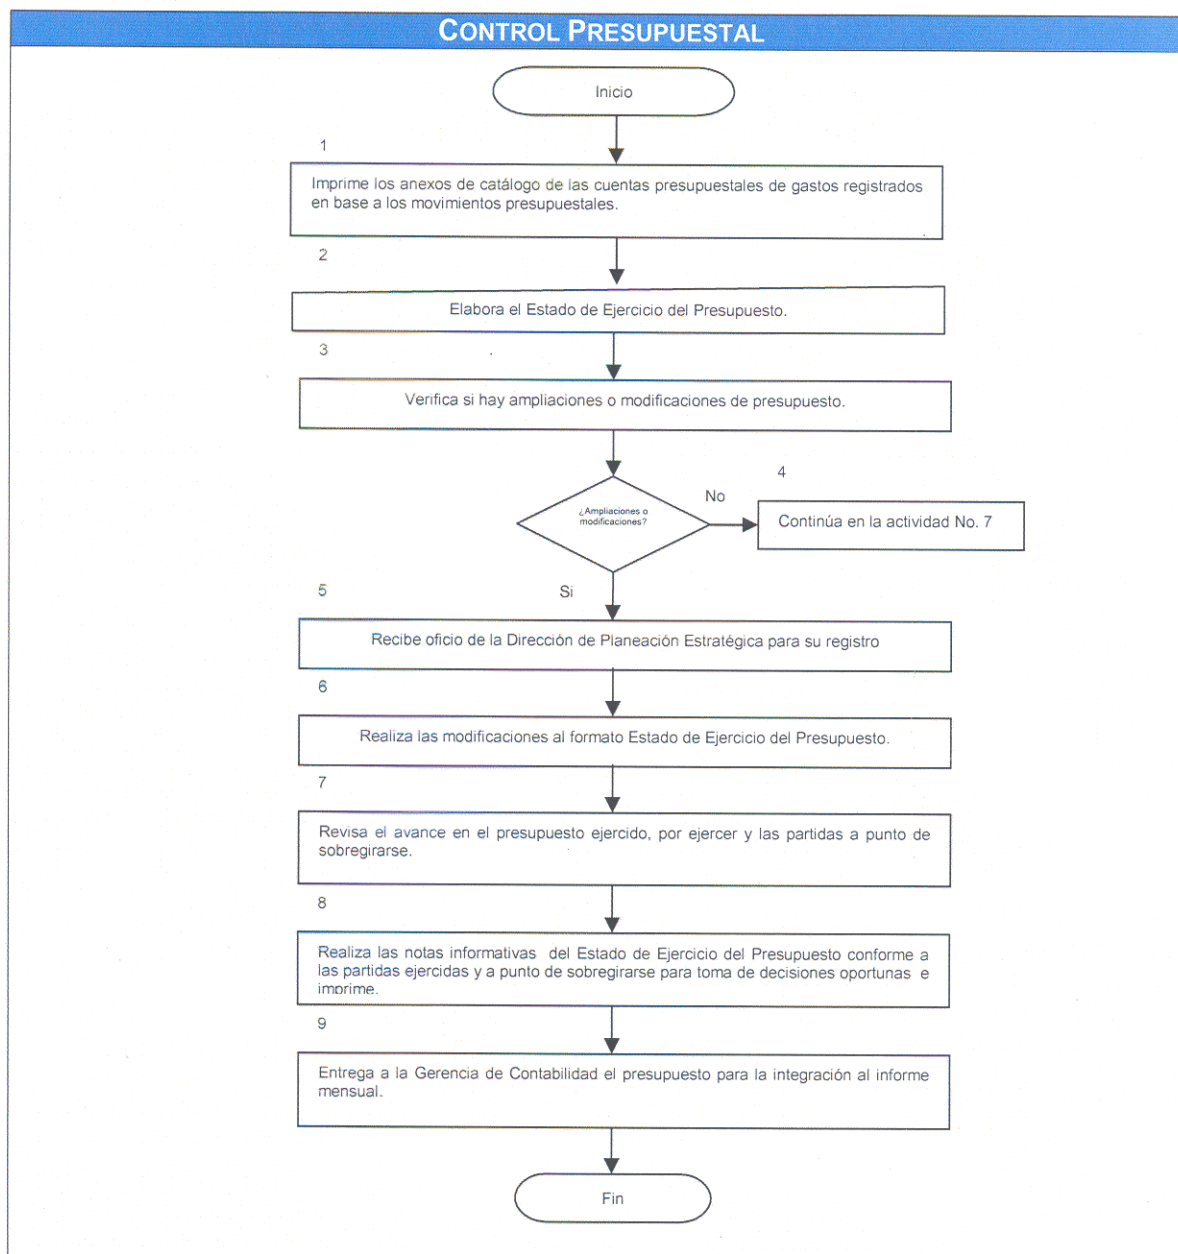 CONTROL PRESUPUESTAL
Inicio
1
Imprime los anexos de catálogo de las cuentas presupuestales de gastos registrados
en base a los movimientos presupuestales.
2
Elabora el Estado de Ejercicio del Presupuesto.
3
Verifica si hay ampliaciones o modificaciones de presupuesto.
4
¿Ampliaciones o
modificaciones?
No
Continúa en la actividad No. 7
5
Si
Recibe oficio de la Dirección de Planeación Estratégica para su registro
6
Realiza las modificaciones al formato Estado de Ejercicio del Presupuesto.
7
Revisa el avance en el presupuesto ejercido, por ejercer y las partidas a punto de
sobregirarse.
8
Realiza las notas informativas del Estado de Ejercicio del Presupuesto conforme a
las partidas ejercidas y a punto de sobregirarse para toma de decisiones oportunas e
imprime.
9
Entrega a la Gerencia de Contabilidad el presupuesto para la integración al informe
mensual.
Fin